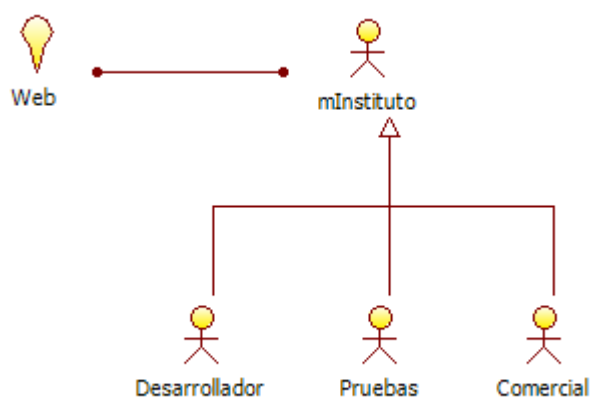 Web
mInstituto
Desarrollador
Pruebas
Comercial